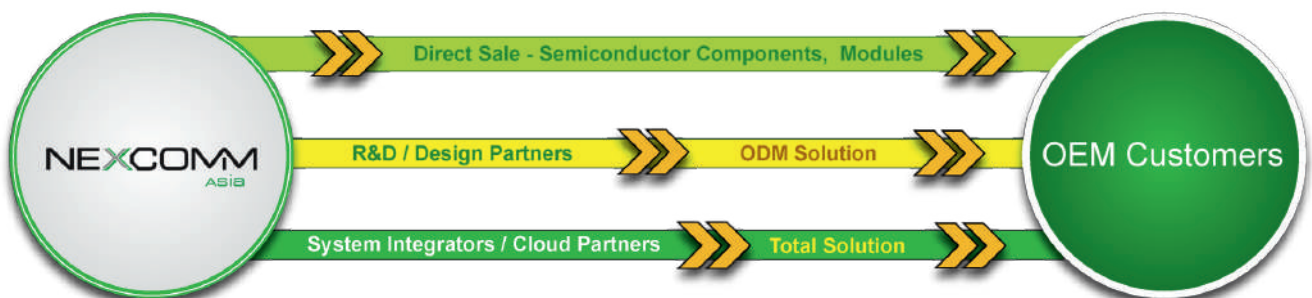 Direct Sale - Semiconductor Components, Modules
NEXCOMM
ASIA
R&D / Design Partners
ODM Solution
OEM Customers
System Integrators / Cloud Partners
Total Solution